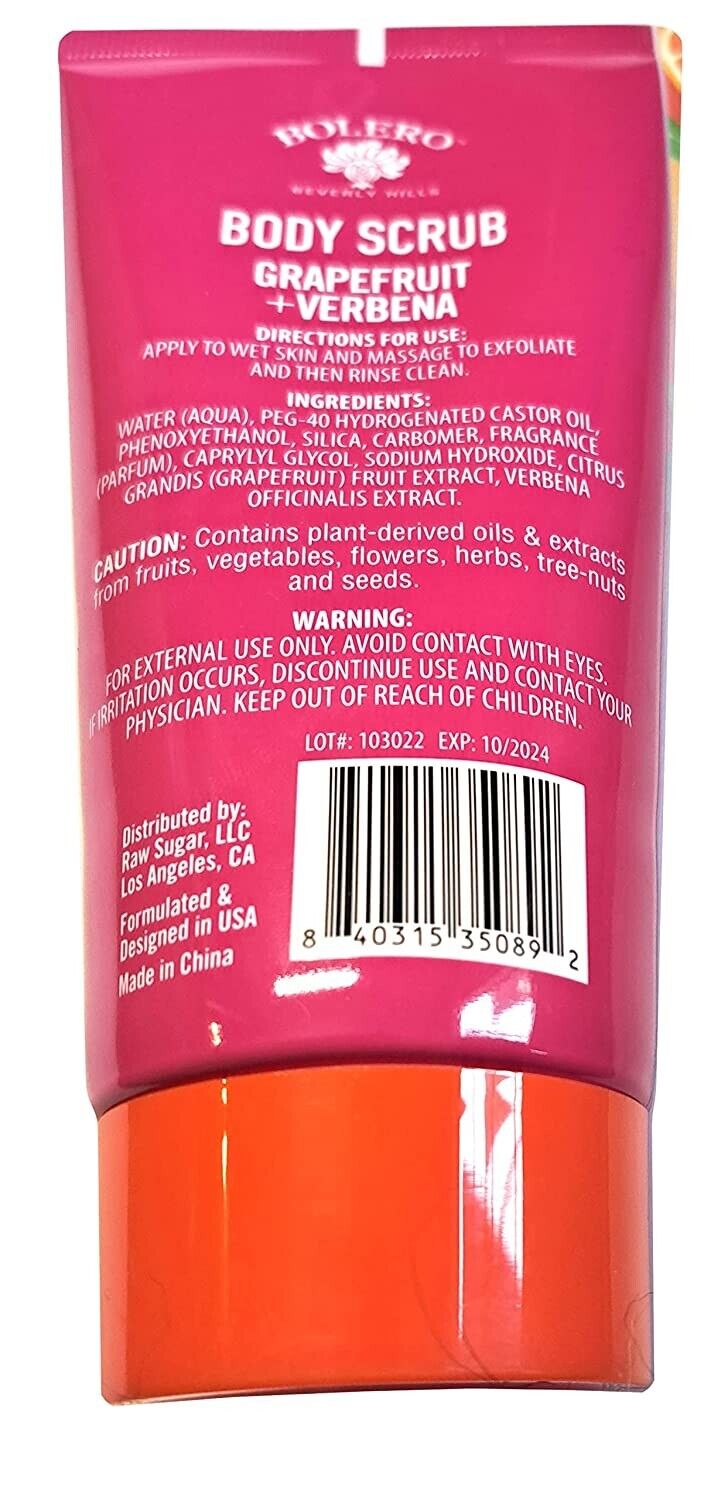 BOLERO
BEVERLY HILLS
BODY SCRUB
GRAPEFRUIT
+VERBENA
DIRECTIONS FOR USE:
APPLY TO WET SKIN AND MASSAGE TO EXFOLIATE
AND THEN RINSE CLEAN.
INGREDIENTS:
WATER (AQUA), PEG-40 HYDROGENATED CASTOR OIL,
PHENOXYETHANOL, SILICA, CARBOMER, FRAGRANCE
(PARFUM), CAPRYLYL GLYCOL, SODIUM HYDROXIDE, CITRUS
GRANDIS (GRAPEFRUIT) FRUIT EXTRACT, VERBENA
OFFICINALIS EXTRACT.
CAUTION: Contains plant-derived oils & extracts
from fruits, vegetables, flowers, herbs, tree-nuts
and seeds.
WARNING:
FOR EXTERNAL USE ONLY. AVOID CONTACT WITH EYES.
IF IRRITATION OCCURS, DISCONTINUE USE AND CONTACT YOUR
PHYSICIAN. KEEP OUT OF REACH OF CHILDREN.
LOT#: 103022 EXP: 10/2024
Distributed by:
Raw Sugar, LLC
Los Angeles, CA
Formulated &
Designed in USA
Made in China
8 40315 35089 2